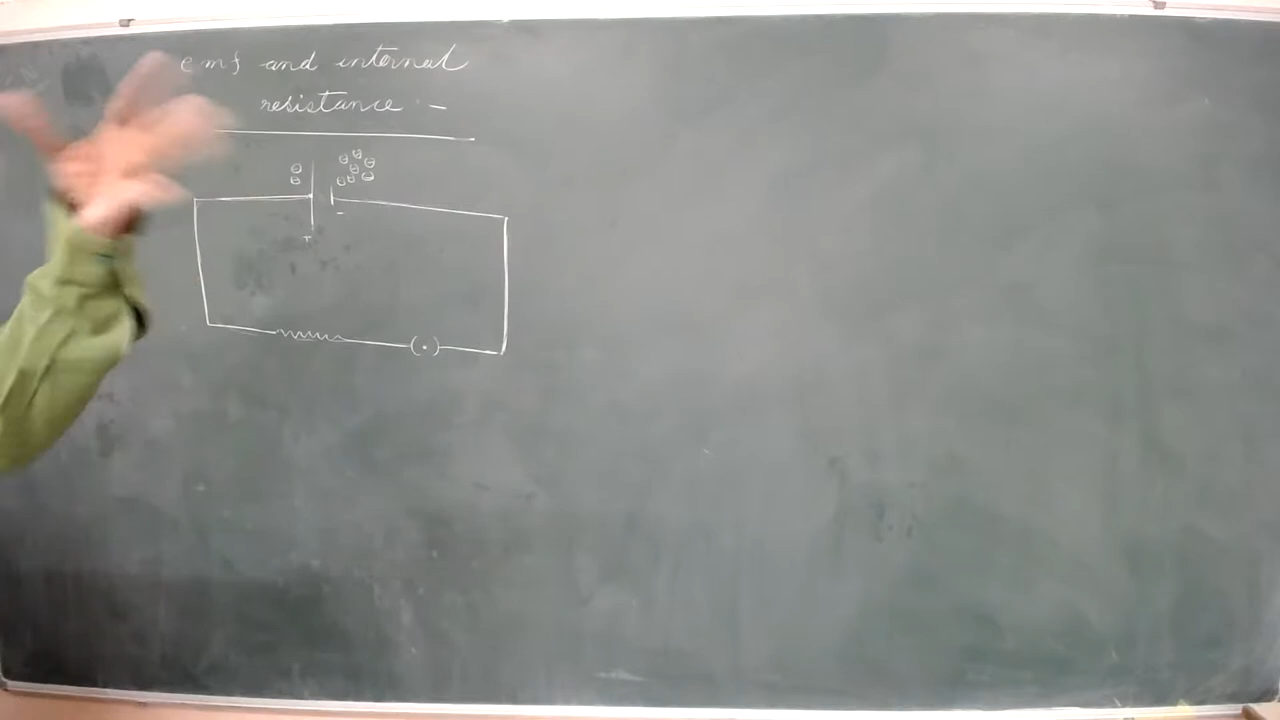 emf and internal
resistance :-
+
-
(.)